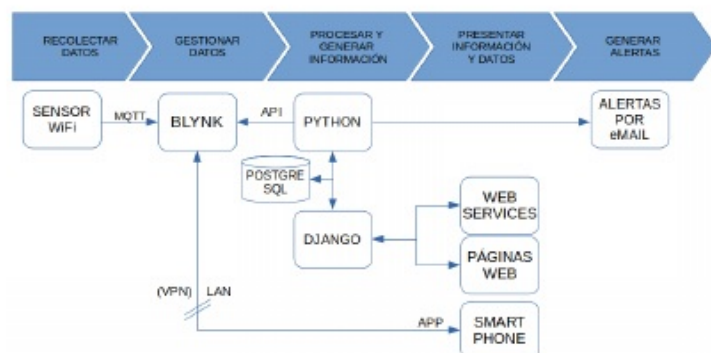 RECOLECTAR
DATOS
GESTIONAR
DATOS
PROCESAR Y
GENERAR
INFORMACIÓN
PRESENTAR
INFORMACIÓN
Y DATOS
GENERAR
ALERTAS
SENSOR
WiFi
MQTT
BLYNK
API
PYTHON
ALERTAS
POR
eMAIL
POSTGRE
SQL
DJANGO
WEB
SERVICES
PÁGINAS
WEB
(VPN)
LAN
APP
SMART
PHONE